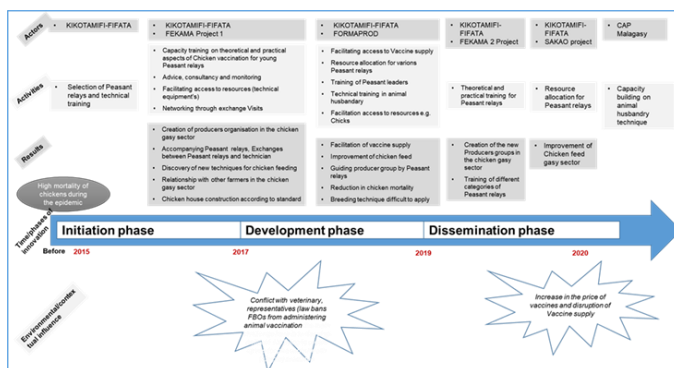 Actors
KIKOTAMIFI-FIFATA
KIKOTAMIFI-FIFATA
FEKAMA Project 1
KIKOTAMIFI-FIFATA
FORMAPROD
KIKOTAMIFI-
FIFATA
FEKAMA 2 Project
KIKOTAMIFI-
FIFATA
SAKAO project
CAP
Malagasy
Activities
Selection of Peasant
relays and technical
training
Capacity training on theoretical and practical
aspects of Chicken vaccination for young
Peasant relays
Advice, consultancy and monitoring
Facilitating access to resources (technical
equipment's)
Networking through exchange Visits
Facilitating access to Vaccine supply
Resource allocation for varions Peasant
relays
Training of Peasant leaders
Technical training in animal
husbandary
Facilitation access to resources e.g.
Chicks
Theoretical and
practical training for
Peasant relays
Resource
allocation for
Peasant relays
Capacity
building on
animal
husbandry
technique
Results
Creation of producers organisation in the chicken
gasy sector
Accompanying Peasant relays, Exchanges
between Peasant relays and technician
Discovery of new techniques for chicken feeding
Relationship with other farmers in the chicken
gasy sector
Chicken house construction according to standard
Facilitation of vaccine supply
Improvement of chicken feed
Guiding producer group by Peasant
relays
Reduction in chicken mortality
Breeding technique difficult to apply
Creation of the new
Producers groups in
the chicken gasy sector
Training of different
categories of Peasant
relays
Improvement of
Chicken feed
gasy sector
High mortality of
chickens during
the epidemic
Time/phases of
innovation
Initiation phase
Development phase
Dissemination phase
Before
2015
2017
2019
2020
Environmental/contex
tual influence
Conflict with veterinary,
representatives (law bans
FBOs from administering
animal vaccination
Increase in the price of
vaccines and disruption of
Vaccine supply